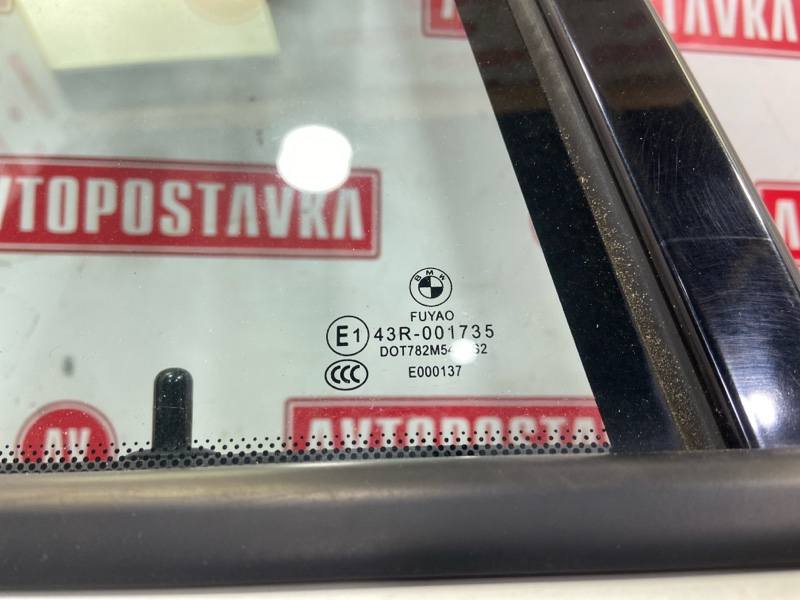 AVTOPOSTAVKA
BMW
FUYAO
E1 43R-001735
CCC E000137
AV
AVTOPOSTAVKA